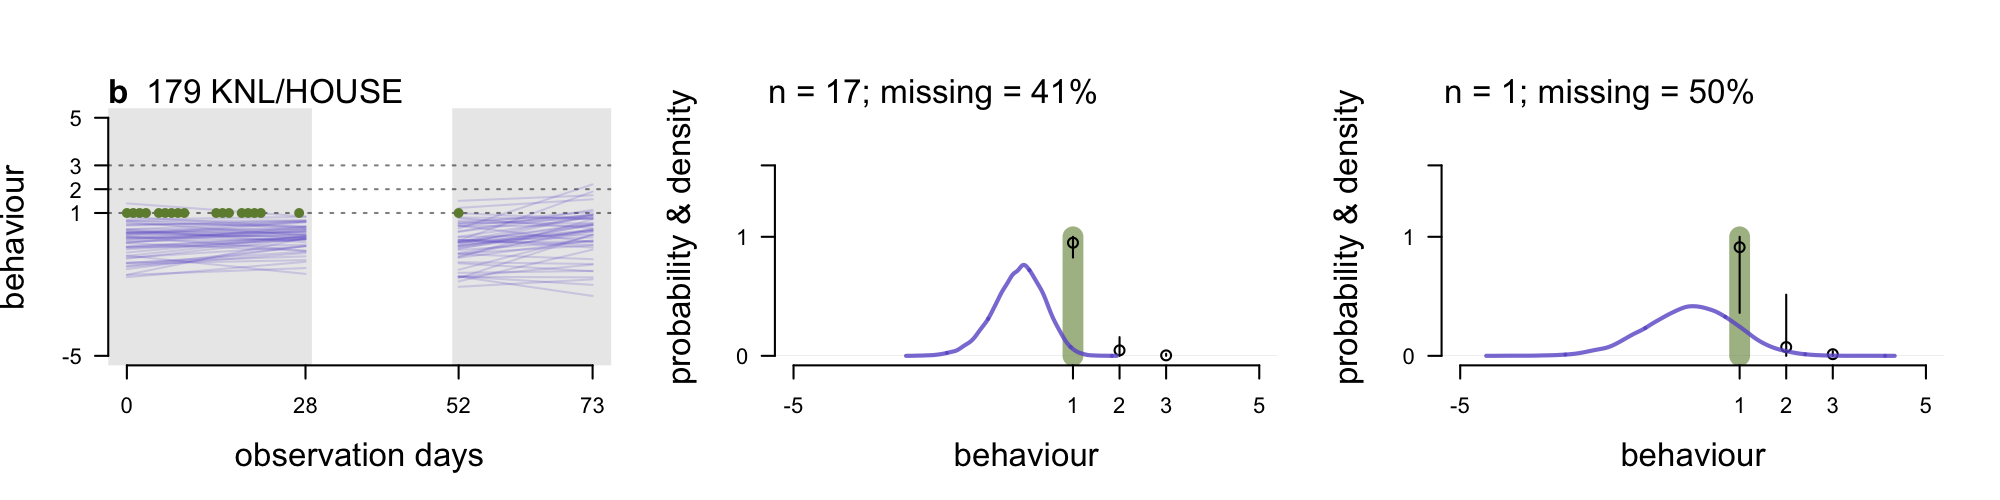 b 179 KNL/HOUSE
behaviour
5
3
2
1
-5
0 28 52 73
observation days
n = 17; missing = 41%
probability & density
1
0
-5 1 2 3 5
behaviour
n = 1; missing = 50%
probability & density
1
0
-5 1 2 3 5
behaviour